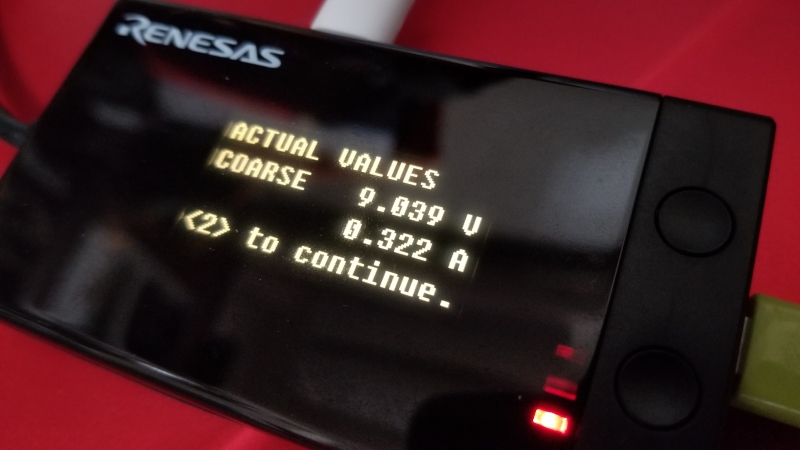 RENESAS
ACTUAL VALUES
COARSE 9.039 V
0.322 A
<2> to continue.